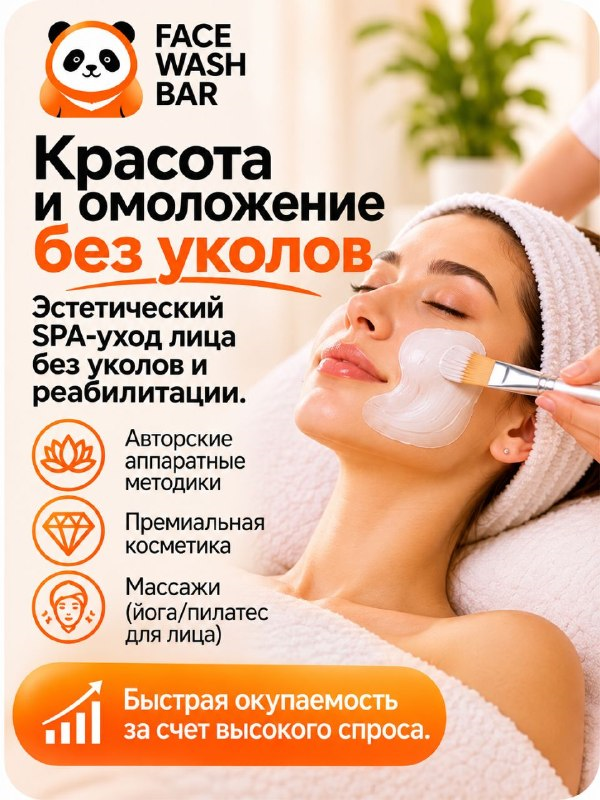 FACE
WASH
BAR
Красота
и омоложение
без уколов
Эстетический
SPA-уход лица
без уколов и
реабилитации.
Авторские
аппаратные
методики
Премиальная
косметика
Массажи
(йога/пилатес
для лица)
Быстрая окупаемость
за счет высокого спроса.